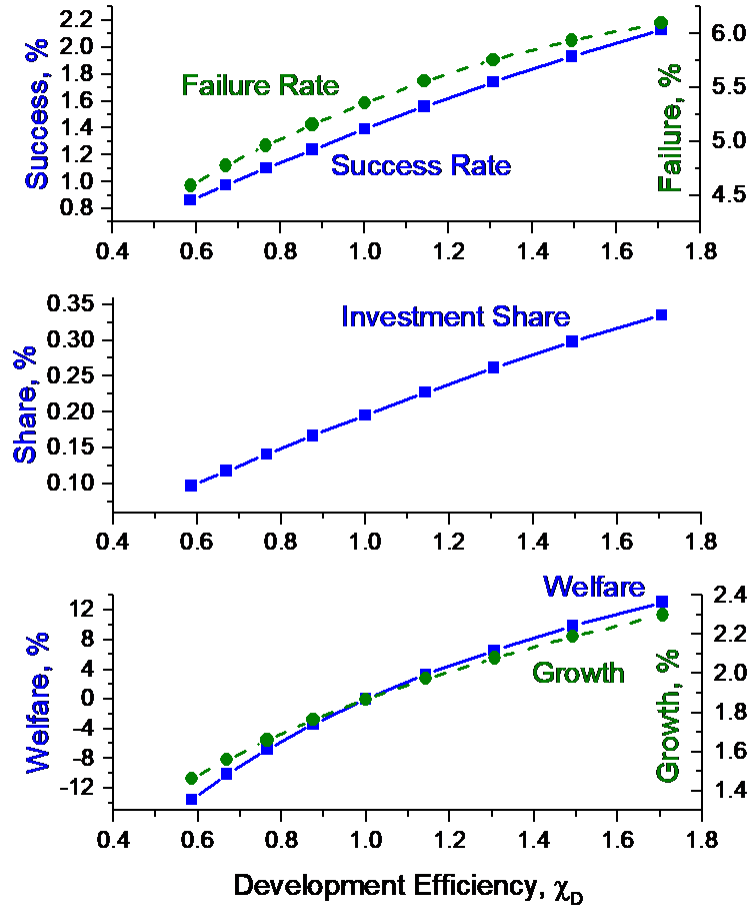 Success, %
2.2
2.0
1.8
1.6
1.4
1.2
1.0
0.8
Failure Rate
Success Rate
6.0
5.5
5.0
4.5
Failure, %
0.4 0.6 0.8 1.0 1.2 1.4 1.6 1.8
Share, %
0.35
0.30
0.25
0.20
0.15
0.10
Investment Share
0.4 0.6 0.8 1.0 1.2 1.4 1.6 1.8
Welfare, %
12
8
4
0
-4
-8
-12
Welfare
Growth
2.4
2.2
2.0
1.8
1.6
1.4
Growth, %
0.4 0.6 0.8 1.0 1.2 1.4 1.6 1.8
Development Efficiency, χD